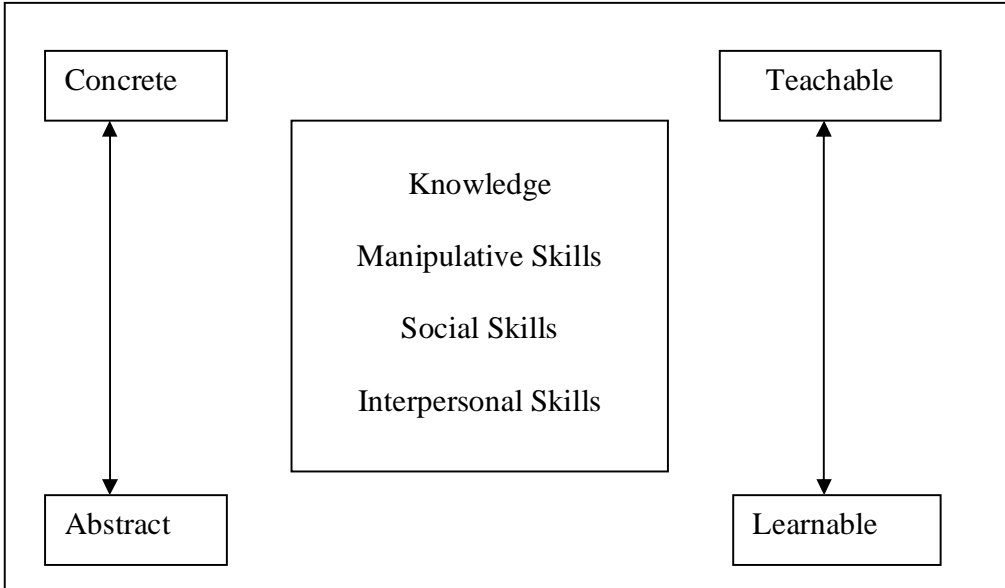 Concrete
Teachable
Knowledge
Manipulative Skills
Social Skills
Interpersonal Skills
Abstract
Learnable